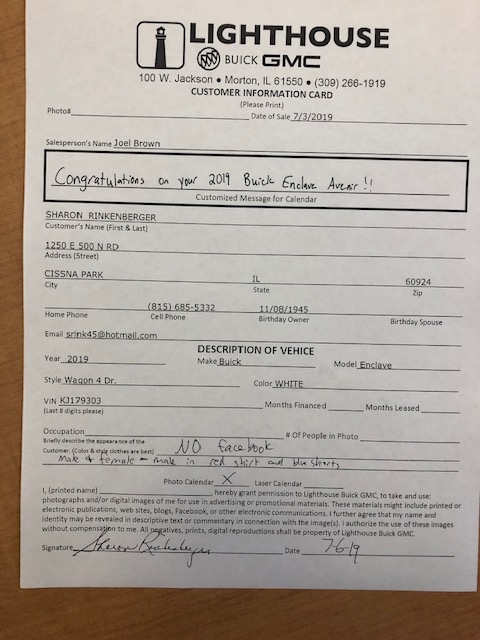 LIGHTHOUSE
BUICK GMC
100 W. Jackson • Morton, IL 61550 • (309) 266-1919
CUSTOMER INFORMATION CARD
(Please Print)
Photo# Date of Sale 7/3/2019
Salesperson's Name Joel Brown
Congratulations on your 2019 Buick Enclave Avenir!!
Customized Message for Calendar
SHARON RINKENBERGER
Customer's Name (First & Last)
1250 E 500 N RD
Address (Street)
CISSNA PARK IL 60924
City State Zip
(815) 685-5332 11/08/1945
Home Phone Cell Phone Birthday Owner Birthday Spouse
Email srink45@hotmail.com
DESCRIPTION OF VEHICE
Year 2019 Make Buick Model Enclave
Style Wagon 4 Dr. Color WHITE
VIN KJ179303 Months Financed Months Leased
(Last 8 digits please)
Occupation # Of People in Photo
Briefly describe the appearance of the
Customer. (Color & style clothes are best) NO facebook
Male & female - male in red shirt and blue shorts
Photo Calendar X Laser Calendar
I, (printed name) hereby grant permission to Lighthouse Buick GMC, to take and use:
photographs and/or digital images of me for use in advertising or promotional materials. These materials might include printed or
electronic publications, web sites, blogs, Facebook, or other electronic communications. I further agree that my name and
identity may be revealed in descriptive text or commentary in connection with the image(s). I authorize the use of these images
without compensation to me. All negatives, prints, digital reproductions shall be property of Lighthouse Buick GMC.
Signature Sharon Rinkenberger Date 7-6-19